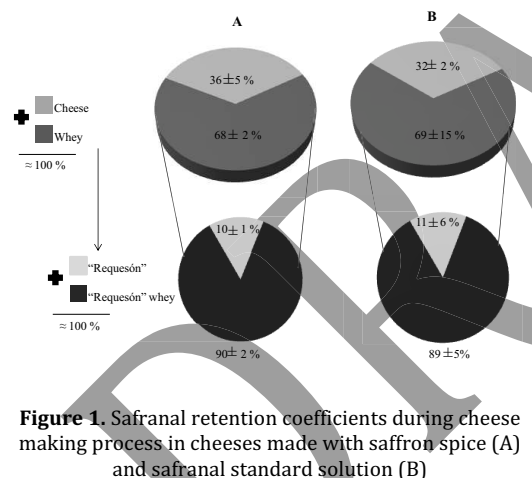 A
B
36±5 %
32± 2 %
Cheese
Whey
68± 2 %
69±15 %
≈ 100 %
10± 1 %
11± 6 %
“Requesón”
“Requesón” whey
≈ 100 %
90± 2 %
89±5%
Figure 1. Safranal retention coefficients during cheese
making process in cheeses made with saffron spice (A)
and safranal standard solution (B)